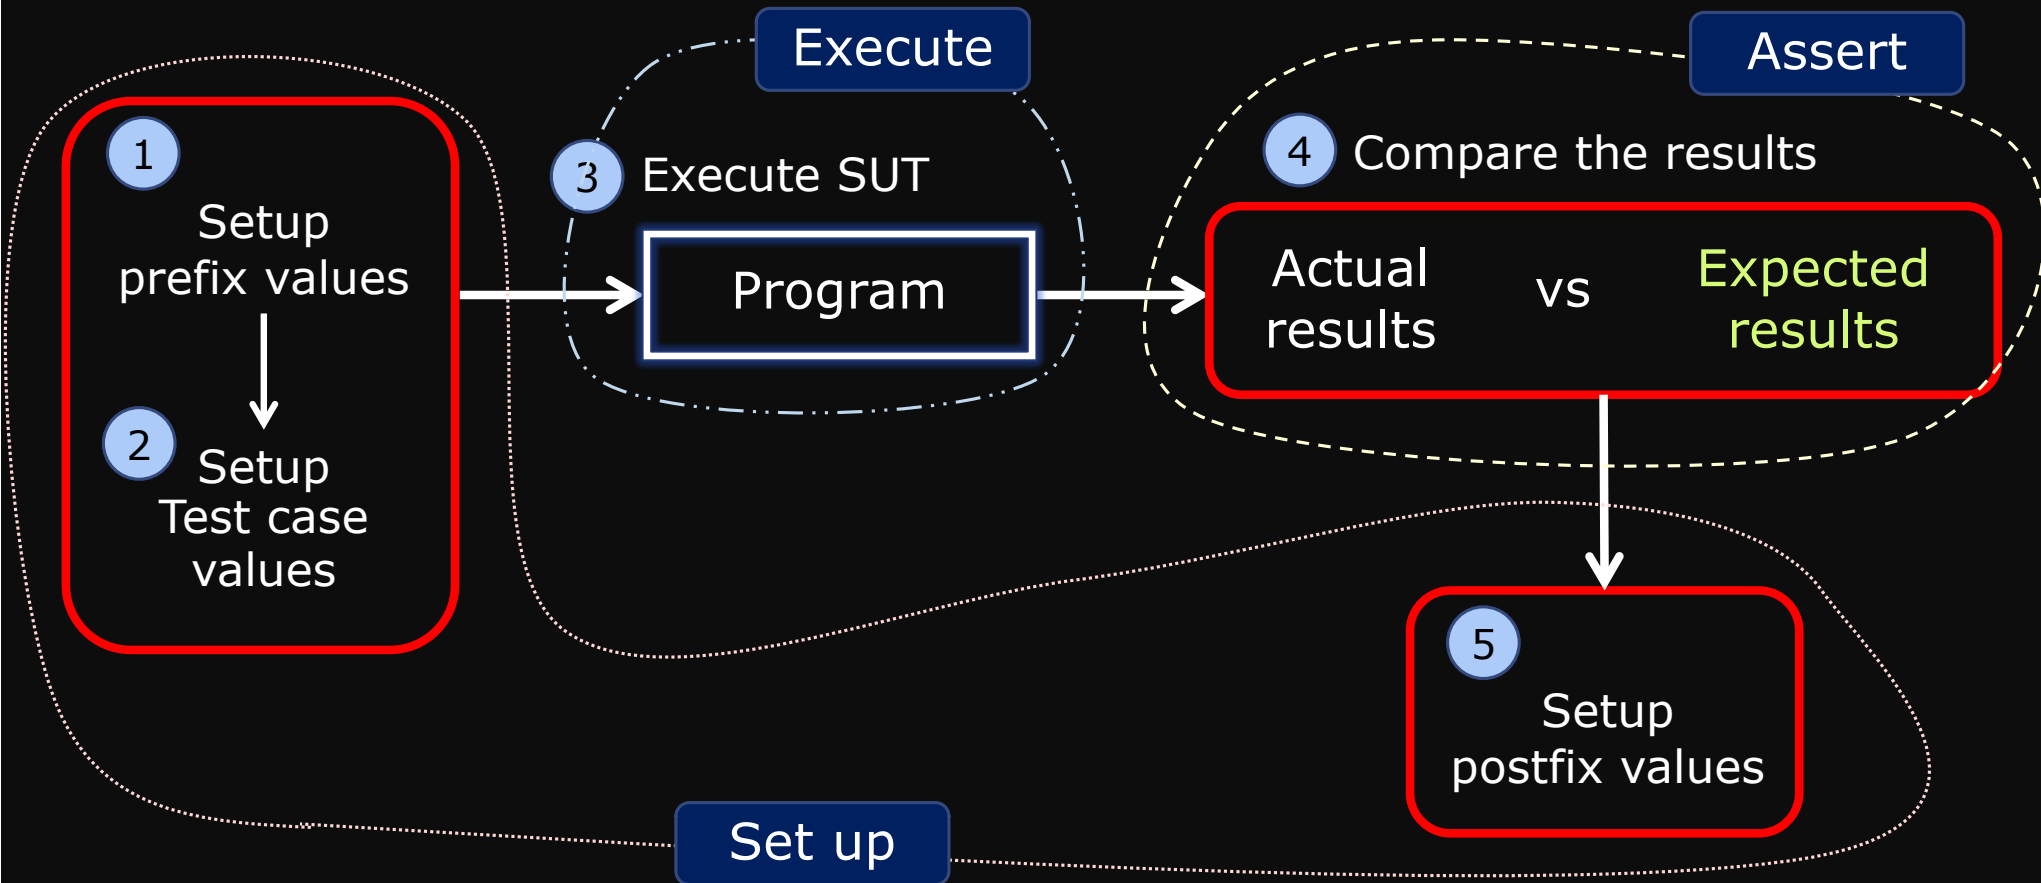 Execute
Assert
1
Setup
prefix values
2
Setup
Test case
values
3 Execute SUT
Program
4 Compare the results
Actual
results
vs
Expected
results
5
Setup
postfix values
Set up